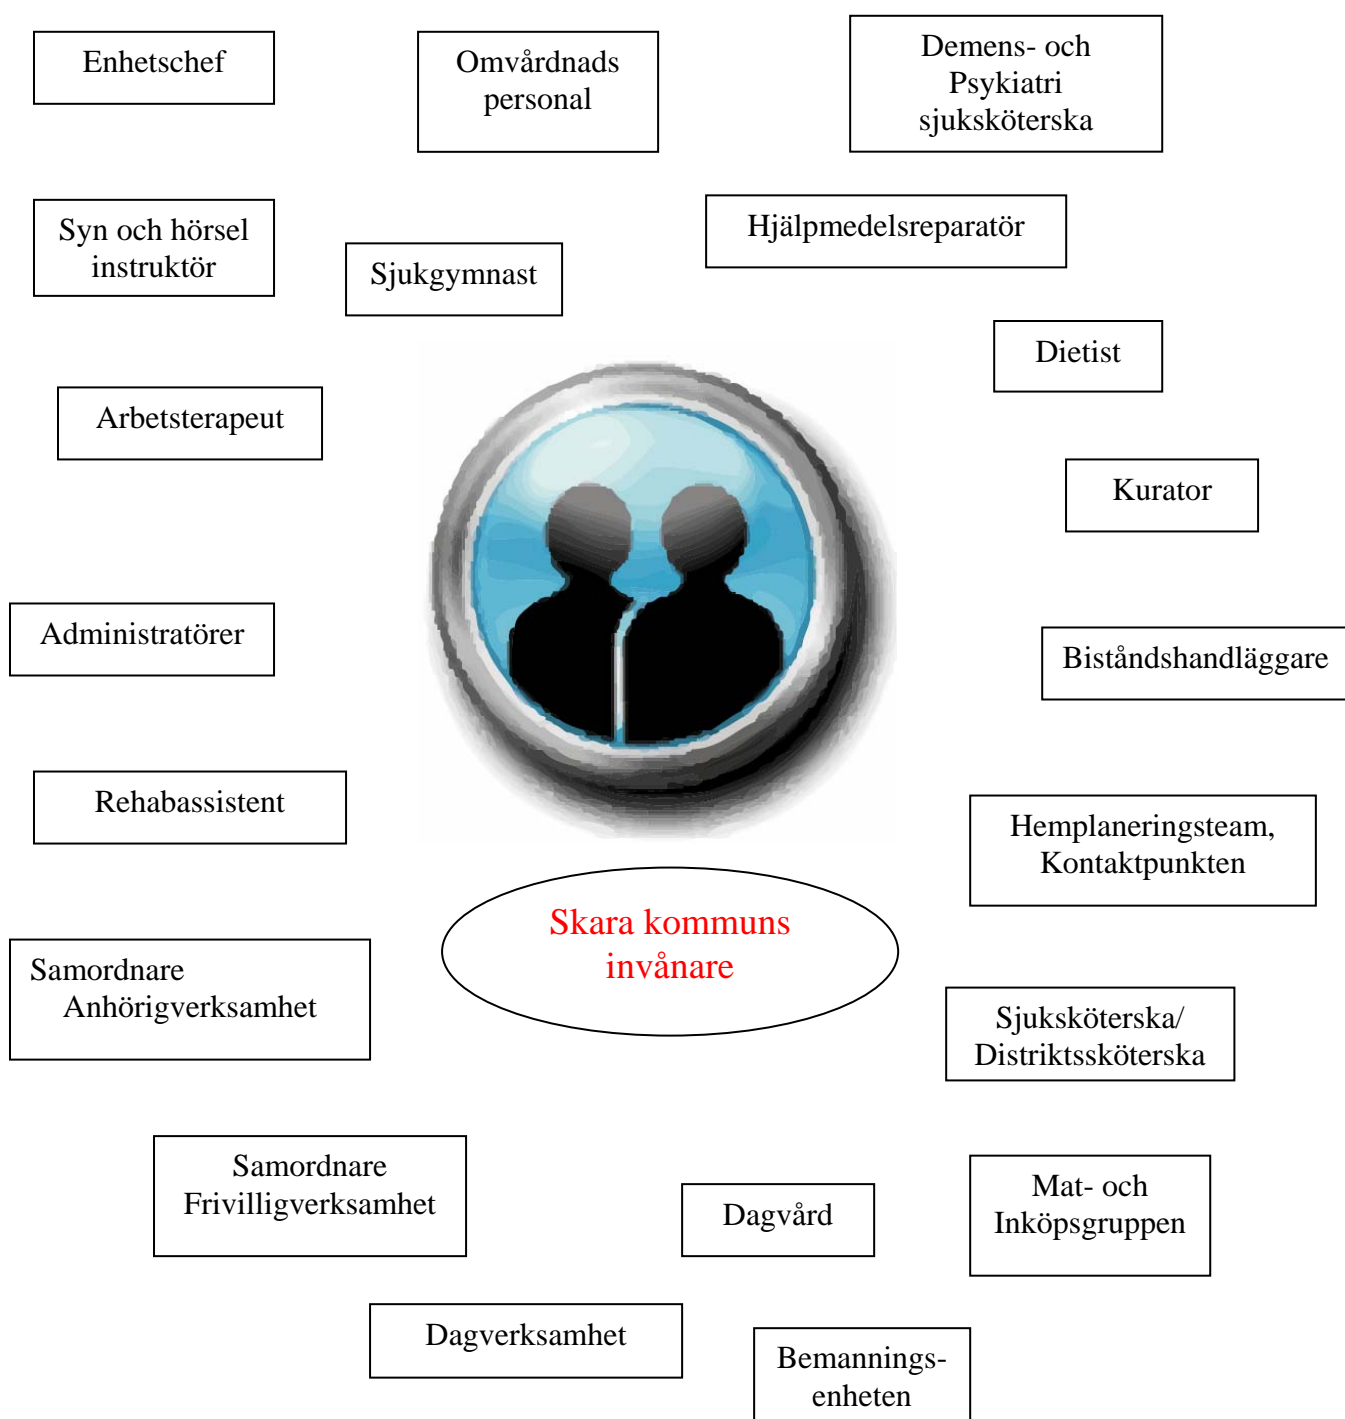 Enhetschef
Omvårdnads
personal
Demens- och
Psykiatri
sjuksköterska
Syn och hörsel
instruktör
Sjukgymnast
Hjälpmedelsreparatör
Dietist
Arbetsterapeut
Kurator
Administratörer
Biståndshandläggare
Rehabassistent
Hemplaneringsteam,
Kontaktpunkten
Skara kommuns
invånare
Samordnare
Anhörigverksamhet
Sjuksköterska/
Distriktssköterska
Samordnare
Frivilligverksamhet
Dagvård
Mat- och
Inköpsgruppen
Dagverksamhet
Bemannings-
enheten